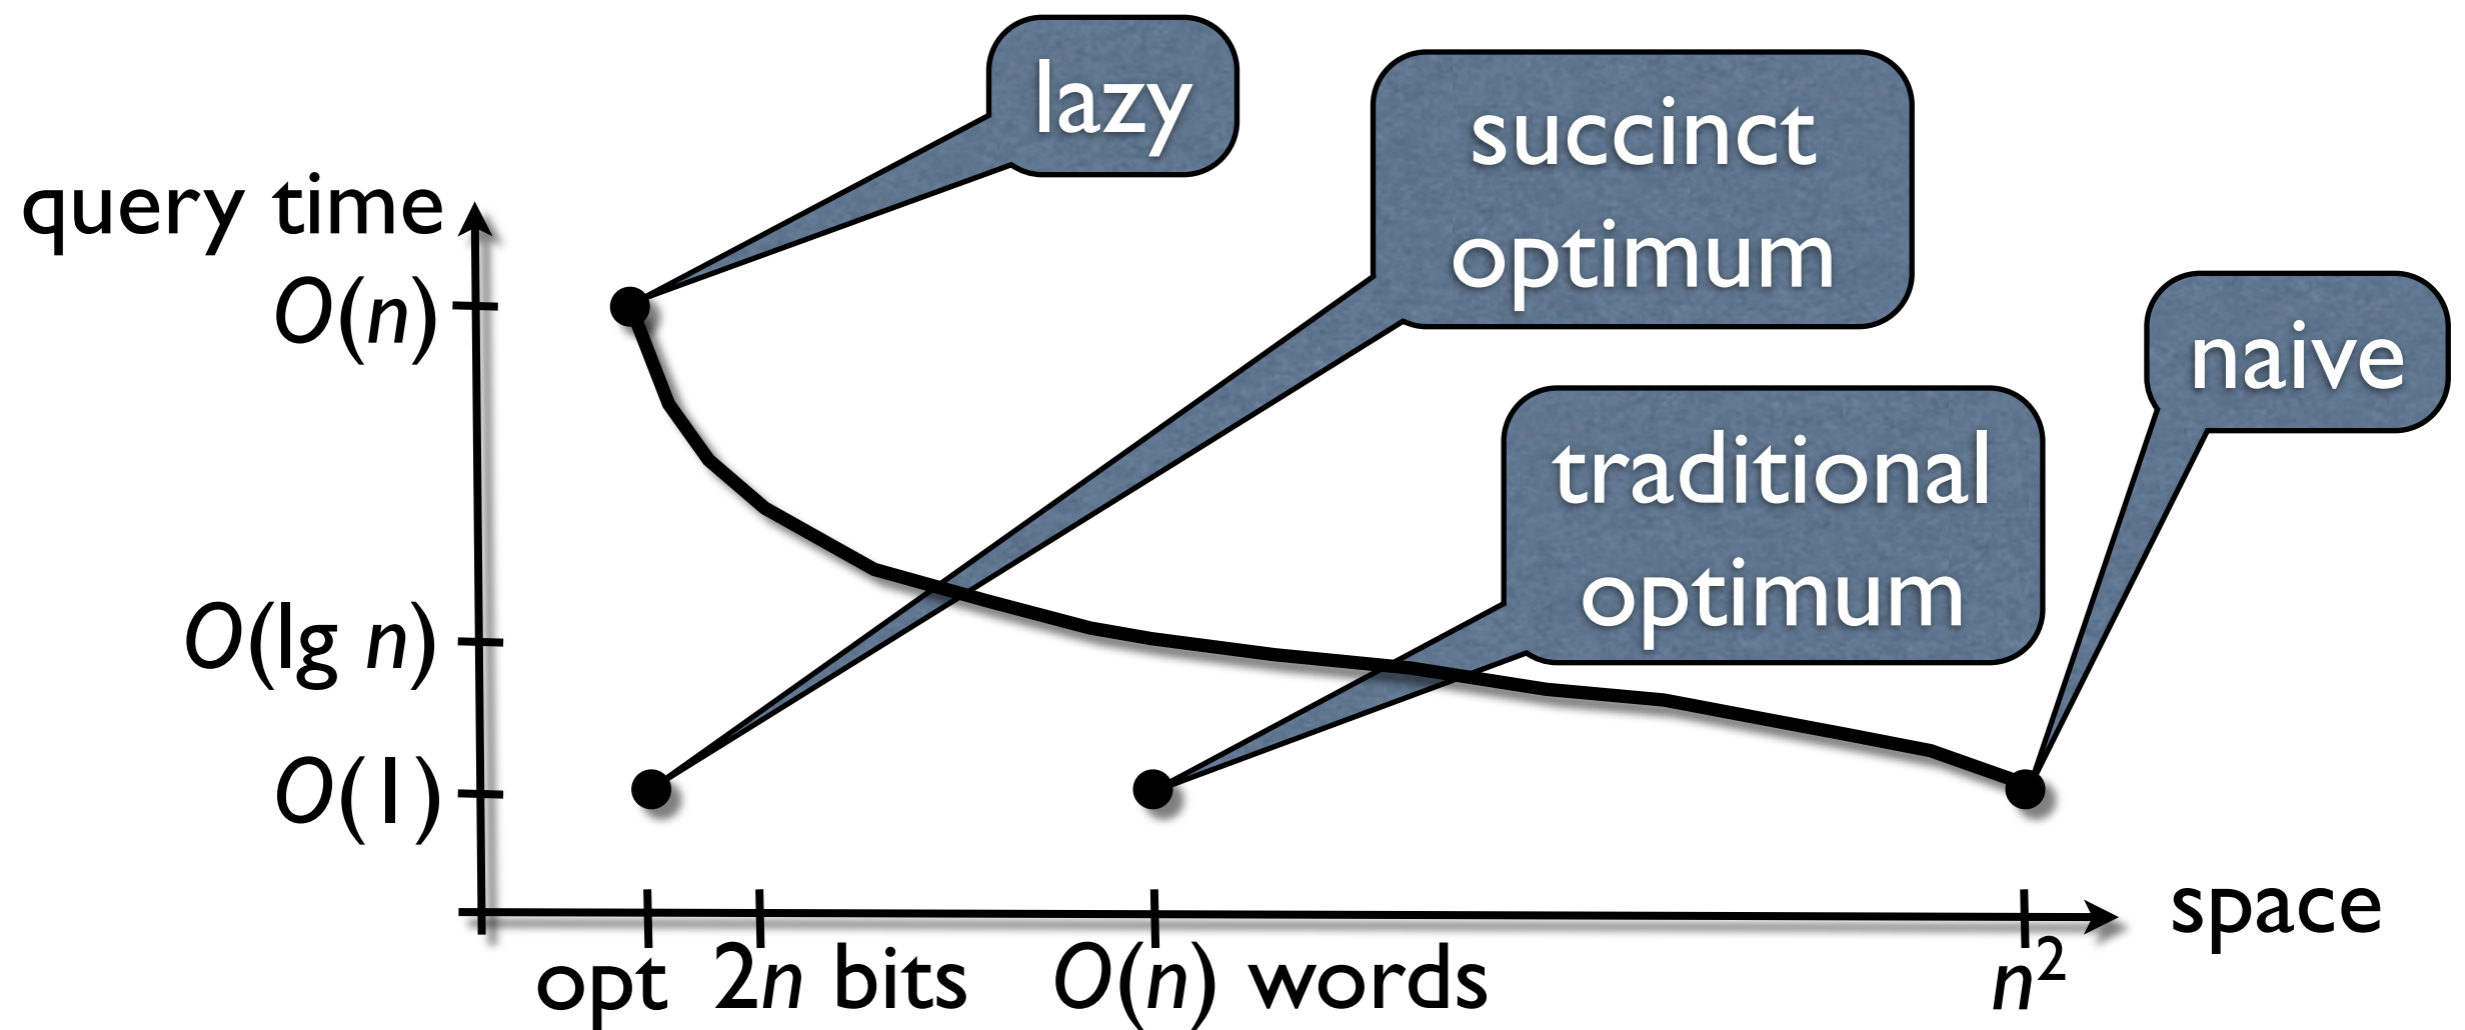 lazy
succinct
optimum
query time
O(n)
naive
traditional
optimum
O(lg n)
O(1)
space
opt
2n bits
O(n) words
n²